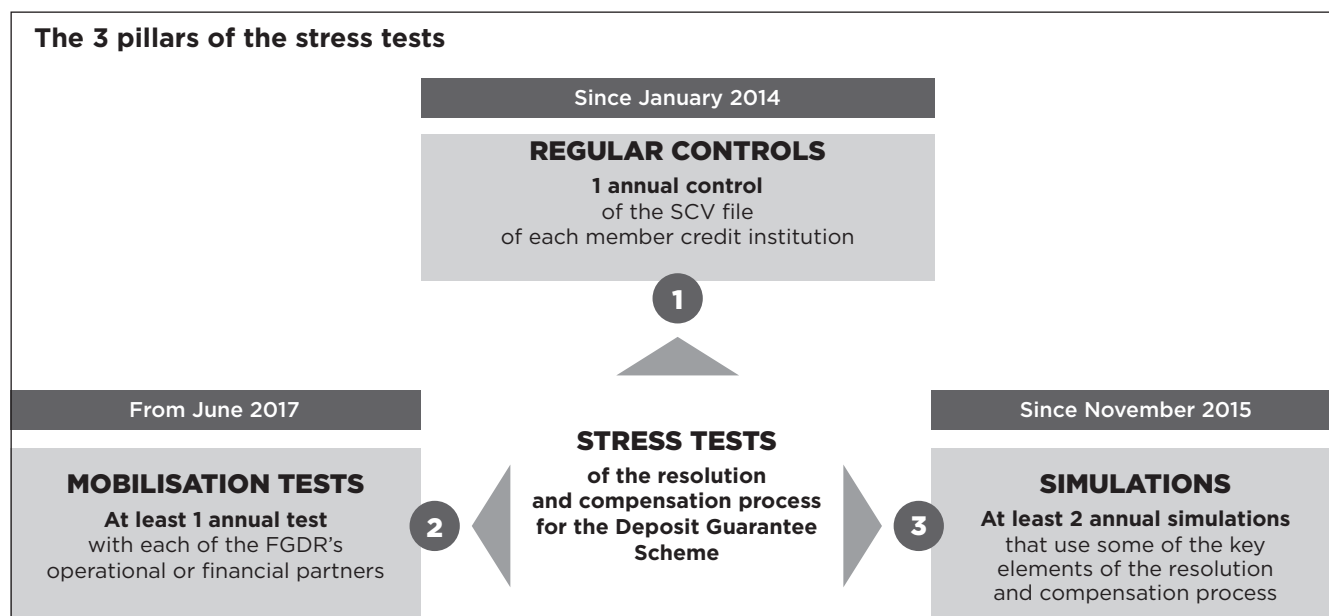 The 3 pillars of the stress tests
Since January 2014
REGULAR CONTROLS
1 annual control
of the SCV file
of each member credit institution
1
From June 2017
MOBILISATION TESTS
At least 1 annual test
with each of the FGDR's
operational or financial partners
2
STRESS TESTS
of the resolution
and compensation process
for the Deposit Guarantee
Scheme
3
Since November 2015
SIMULATIONS
At least 2 annual simulations
that use some of the key
elements of the resolution
and compensation process